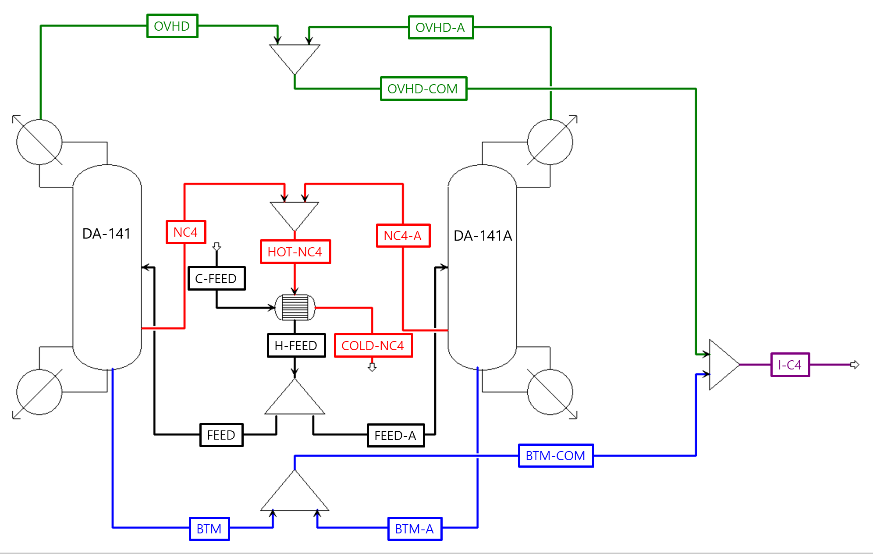 OVHD
OVHD-A
OVHD-COM
DA-141
NC4
HOT-NC4
NC4-A
DA-141A
C-FEED
H-FEED
COLD-NC4
I-C4
FEED
FEED-A
BTM-COM
BTM
BTM-A